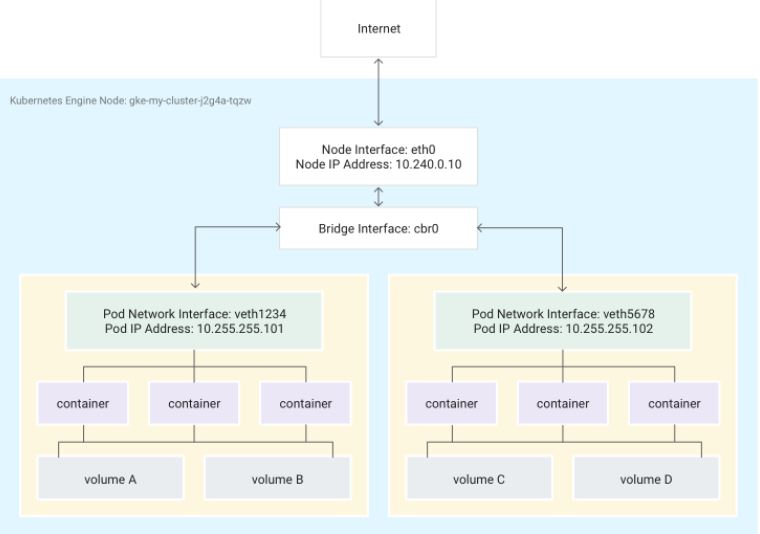 Internet
Kubernetes Engine Node: gke-my-cluster-j2g4a-tqzw
Node Interface: eth0
Node IP Address: 10.240.0.10
Bridge Interface: cbr0
Pod Network Interface: veth1234
Pod IP Address: 10.255.255.101
Pod Network Interface: veth5678
Pod IP Address: 10.255.255.102
container
container
container
container
container
container
volume A
volume B
volume C
volume D